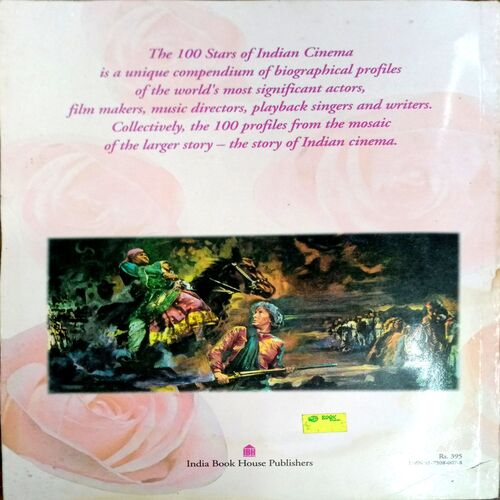 The 100 Stars of Indian Cinema
is a unique compendium of biographical profiles
of the world's most significant actors,
film makers, music directors, playback singers and writers.
Collectively, the 100 profiles from the mosaic
of the larger story – the story of Indian cinema.
BOOK
IBH
India Book House Publishers
Rs. 395